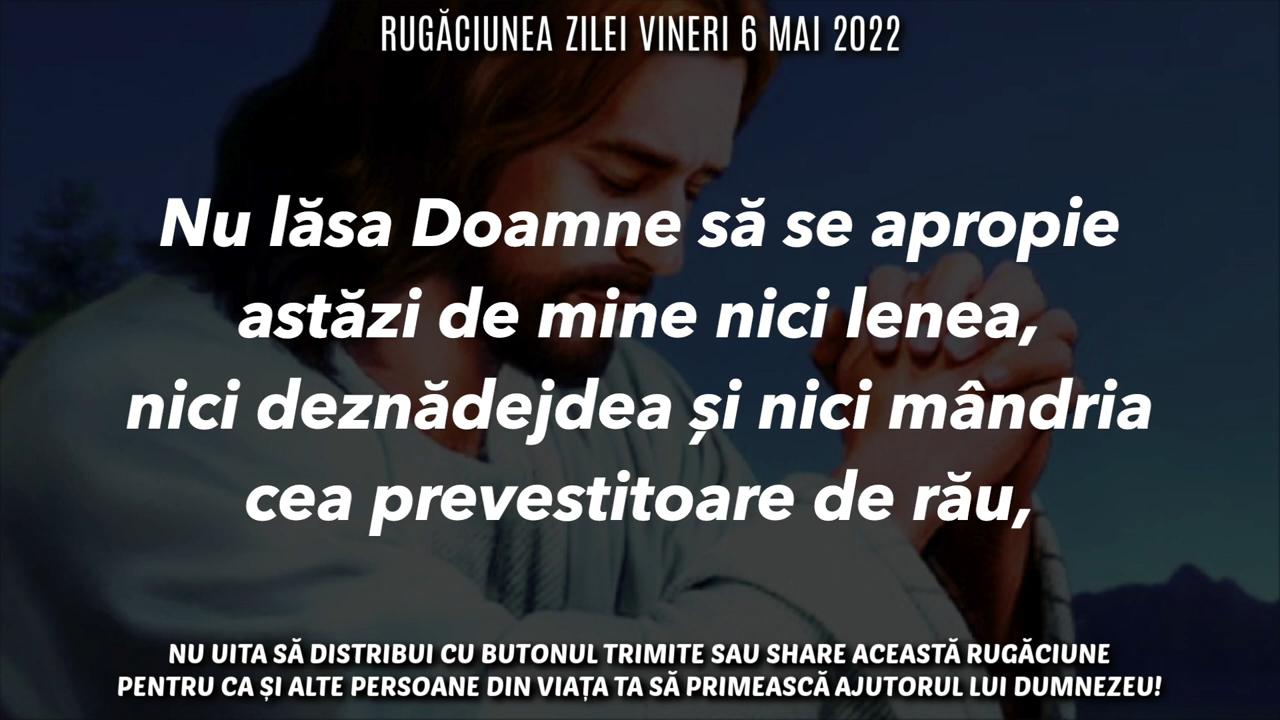 RUGĂCIUNEA ZILEI VINERI 6 MAI 2022
Nu lăsa Doamne să se apropie
astăzi de mine nici lenea,
nici deznădejdea și nici mândria
cea prevestitoare de rău,
NU UITA SĂ DISTRIBUI CU BUTONUL TRIMITE SAU SHARE ACEASTĂ RUGĂCIUNE
PENTRU CA ȘI ALTE PERSOANE DIN VIAȚA TA SĂ PRIMEASCĂ AJUTORUL LUI DUMNEZEU!